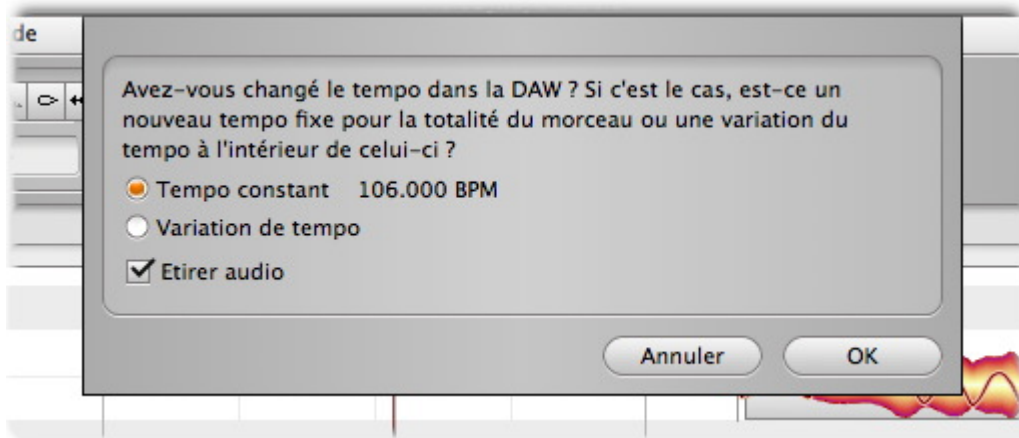 de
Avez-vous changé le tempo dans la DAW ? Si c'est le cas, est-ce un
nouveau tempo fixe pour la totalité du morceau ou une variation du
tempo à l'intérieur de celui-ci ?
Tempo constant 106.000 BPM
Variation de tempo
Etirer audio
Annuler OK